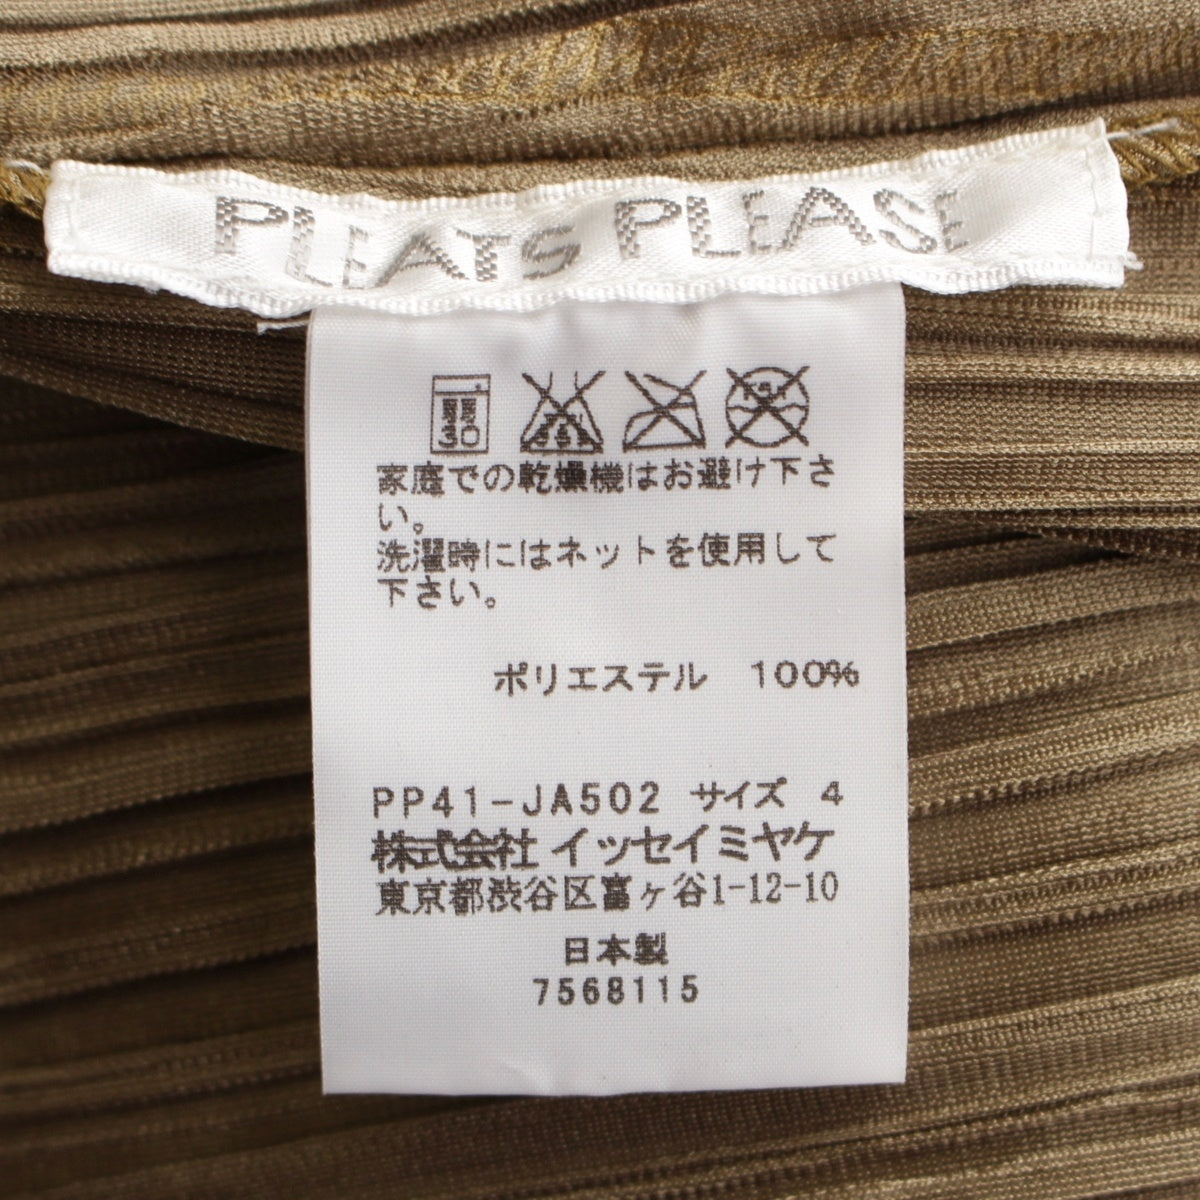 PLEATS PLEASE
弱
30
家庭での乾燥機はお避け下さ
い。
洗濯時にはネットを使用して
下さい。
ポリエステル 100%
PP41-JA502 サイズ 4
株式会社 イッセイミヤケ
東京都渋谷区富ヶ谷1-12-10
日本製
7568115